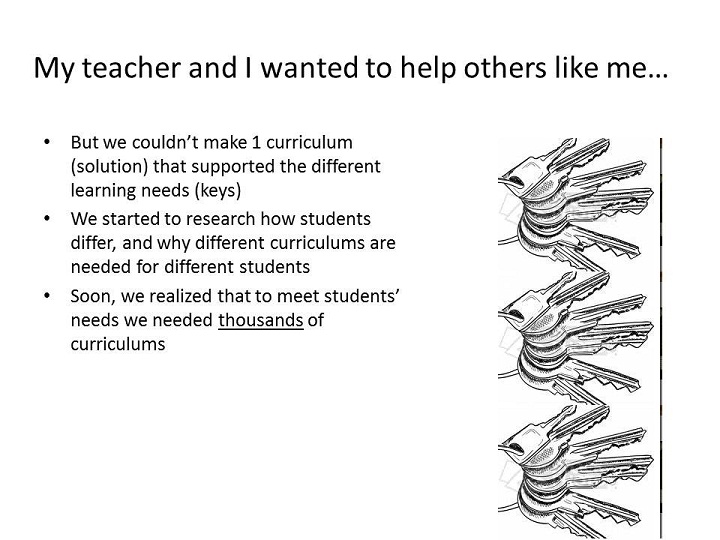 My teacher and I wanted to help others like me…
• But we couldn’t make 1 curriculum
(solution) that supported the different
learning needs (keys)
• We started to research how students
differ, and why different curriculums are
needed for different students
• Soon, we realized that to meet students’
needs we needed thousands of
curriculums